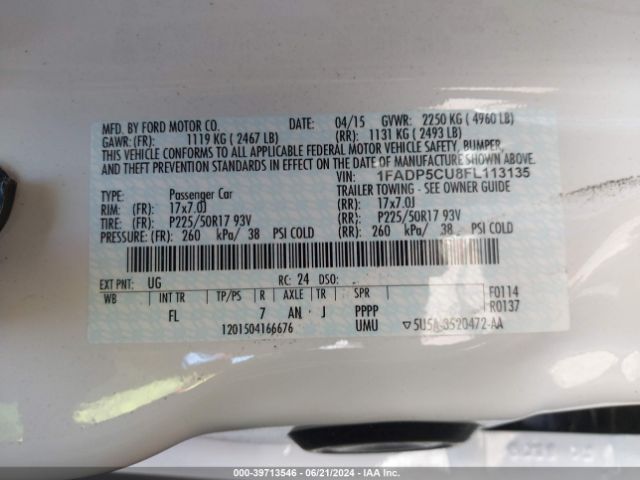 MFD. BY FORD MOTOR CO. DATE: 04/15 GVWR: 2250 KG ( 4960 LB)
GAWR: (FR): 1119 KG ( 2467 LB) (RR): 1131 KG ( 2493 LB)
THIS VEHICLE CONFORMS TO ALL APPLICABLE FEDERAL MOTOR VEHICLE SAFETY, BUMPER,
AND THEFT PREVENTION STANDARDS IN EFFECT ON THE DATE OF MANUFACTURE SHOWN ABOVE.
VIN: 1FADP5CU8FL113135
TYPE: Passenger Car TRAILER TOWING - SEE OWNER GUIDE
RIM: (FR): 17x7.0J (RR): 17x7.0J
TIRE: (FR): P225/50R17 93V (RR): P225/50R17 93V
PRESSURE: (FR): 260 kPa/ 38 PSI COLD (RR): 260 kPa/ 38 PSI COLD
EXT PNT: UG RC: 24 DSO:
WB INT TR TP/PS R AXLE TR SPR F0114
FL 7 AN J PPPP R0137
1201504166676 UMU ▽5U5A-3520472-AA
000-39713546 - 06/21/2024 - IAA Inc.